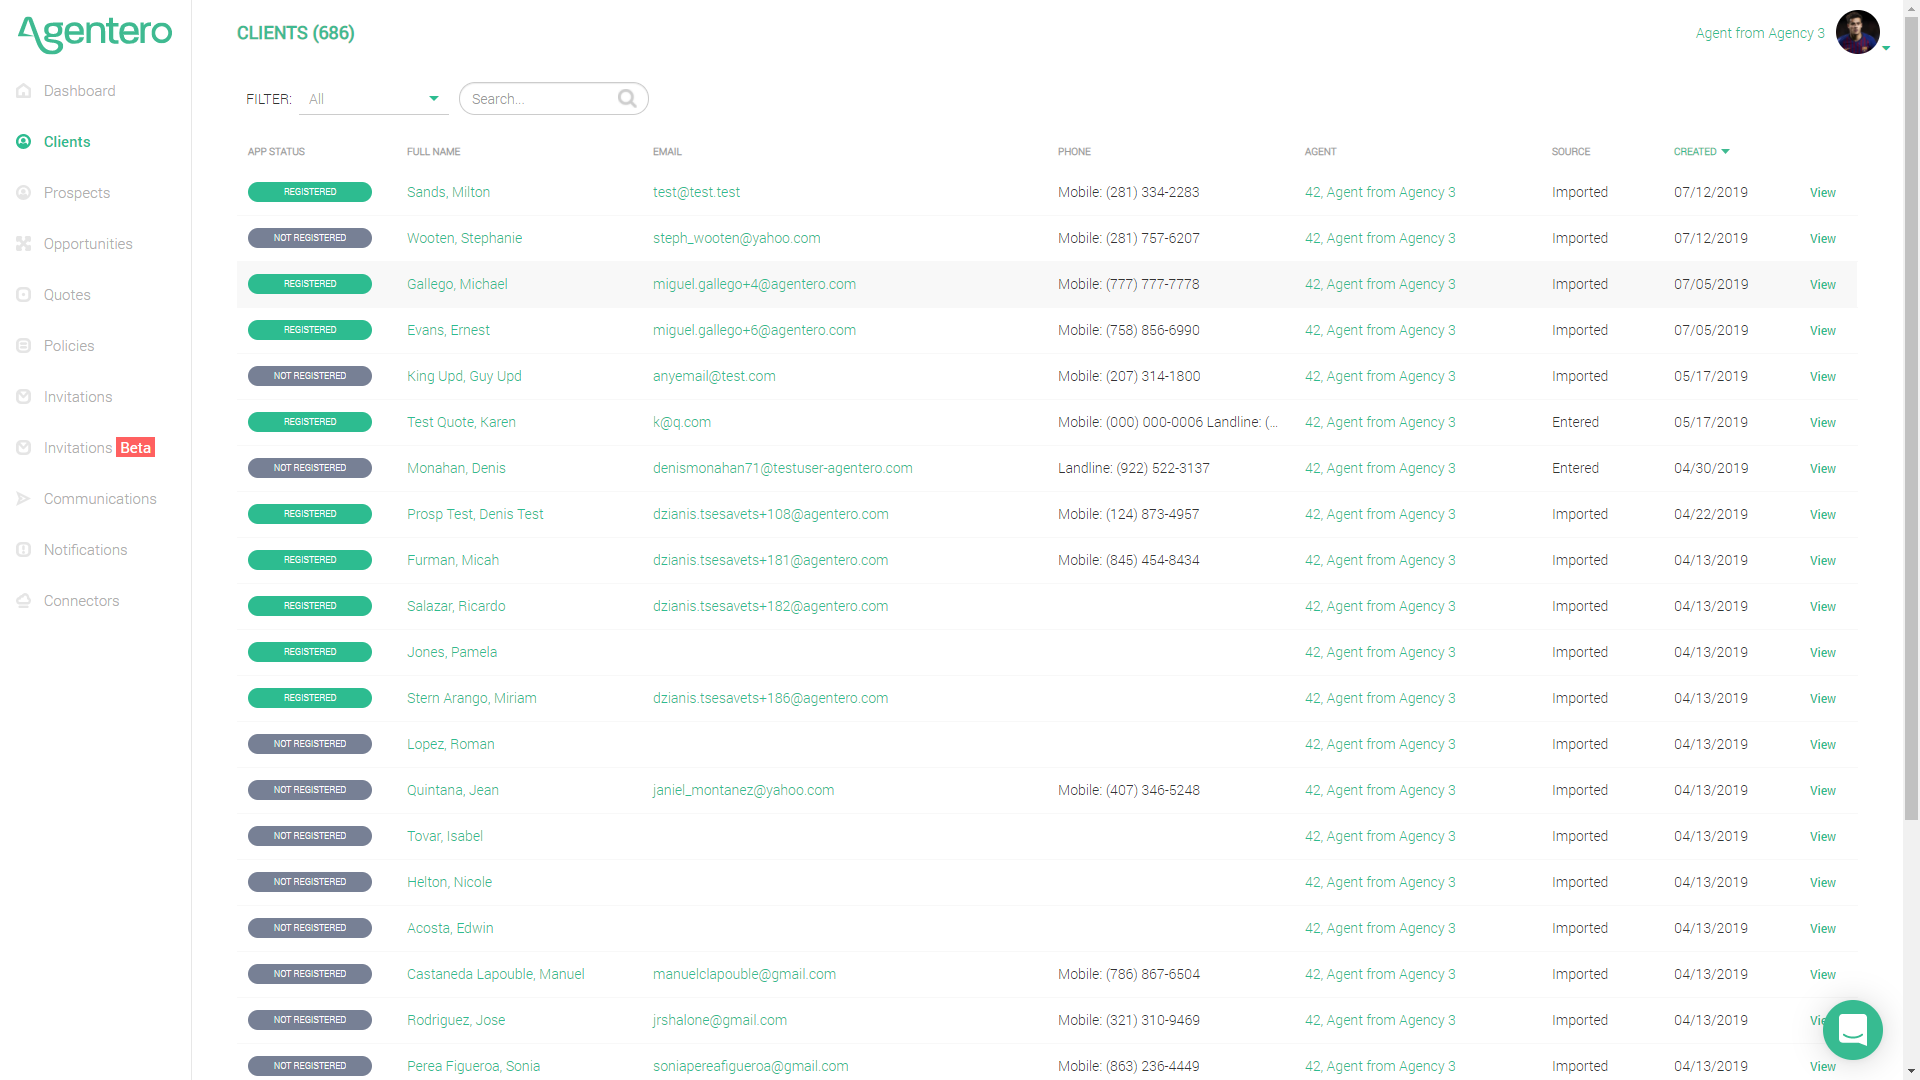 Agentero
CLIENTS (686)
Agent from Agency 3
Dashboard
Clients
Prospects
Opportunities
Quotes
Policies
Invitations
Invitations Beta
Communications
Notifications
Connectors
FILTER: All Search...
APP STATUS FULL NAME EMAIL PHONE AGENT SOURCE CREATED
REGISTERED Sands, Milton test@test.test Mobile: (281) 334-2283 42, Agent from Agency 3 Imported 07/12/2019 View
NOT REGISTERED Wooten, Stephanie steph_wooten@yahoo.com Mobile: (281) 757-6207 42, Agent from Agency 3 Imported 07/12/2019 View
REGISTERED Gallego, Michael miguel.gallego+4@agentero.com Mobile: (777) 777-7778 42, Agent from Agency 3 Imported 07/05/2019 View
REGISTERED Evans, Ernest miguel.gallego+6@agentero.com Mobile: (758) 856-6990 42, Agent from Agency 3 Imported 07/05/2019 View
NOT REGISTERED King Upd, Guy Upd anyemail@test.com Mobile: (207) 314-1800 42, Agent from Agency 3 Imported 05/17/2019 View
REGISTERED Test Quote, Karen k@q.com Mobile: (000) 000-0006 Landline: (... 42, Agent from Agency 3 Entered 05/17/2019 View
NOT REGISTERED Monahan, Denis denismonahan71@testuser-agentero.com Landline: (922) 522-3137 42, Agent from Agency 3 Entered 04/30/2019 View
REGISTERED Prosp Test, Denis Test dzianis.tsesavets+108@agentero.com Mobile: (124) 873-4957 42, Agent from Agency 3 Imported 04/22/2019 View
REGISTERED Furman, Micah dzianis.tsesavets+181@agentero.com Mobile: (845) 454-8434 42, Agent from Agency 3 Imported 04/13/2019 View
REGISTERED Salazar, Ricardo dzianis.tsesavets+182@agentero.com 42, Agent from Agency 3 Imported 04/13/2019 View
REGISTERED Jones, Pamela 42, Agent from Agency 3 Imported 04/13/2019 View
REGISTERED Stern Arango, Miriam dzianis.tsesavets+186@agentero.com 42, Agent from Agency 3 Imported 04/13/2019 View
NOT REGISTERED Lopez, Roman 42, Agent from Agency 3 Imported 04/13/2019 View
NOT REGISTERED Quintana, Jean janiel_montanez@yahoo.com Mobile: (407) 346-5248 42, Agent from Agency 3 Imported 04/13/2019 View
NOT REGISTERED Tovar, Isabel 42, Agent from Agency 3 Imported 04/13/2019 View
NOT REGISTERED Helton, Nicole 42, Agent from Agency 3 Imported 04/13/2019 View
NOT REGISTERED Acosta, Edwin 42, Agent from Agency 3 Imported 04/13/2019 View
NOT REGISTERED Castaneda Lapouble, Manuel manuelclapouble@gmail.com Mobile: (786) 867-6504 42, Agent from Agency 3 Imported 04/13/2019 View
NOT REGISTERED Rodriguez, Jose jrshalone@gmail.com Mobile: (321) 310-9469 42, Agent from Agency 3 Imported 04/13/2019
NOT REGISTERED Perea Figueroa, Sonia soniapereafigueroa@gmail.com Mobile: (863) 236-4449 42, Agent from Agency 3 Imported 04/13/2019 View